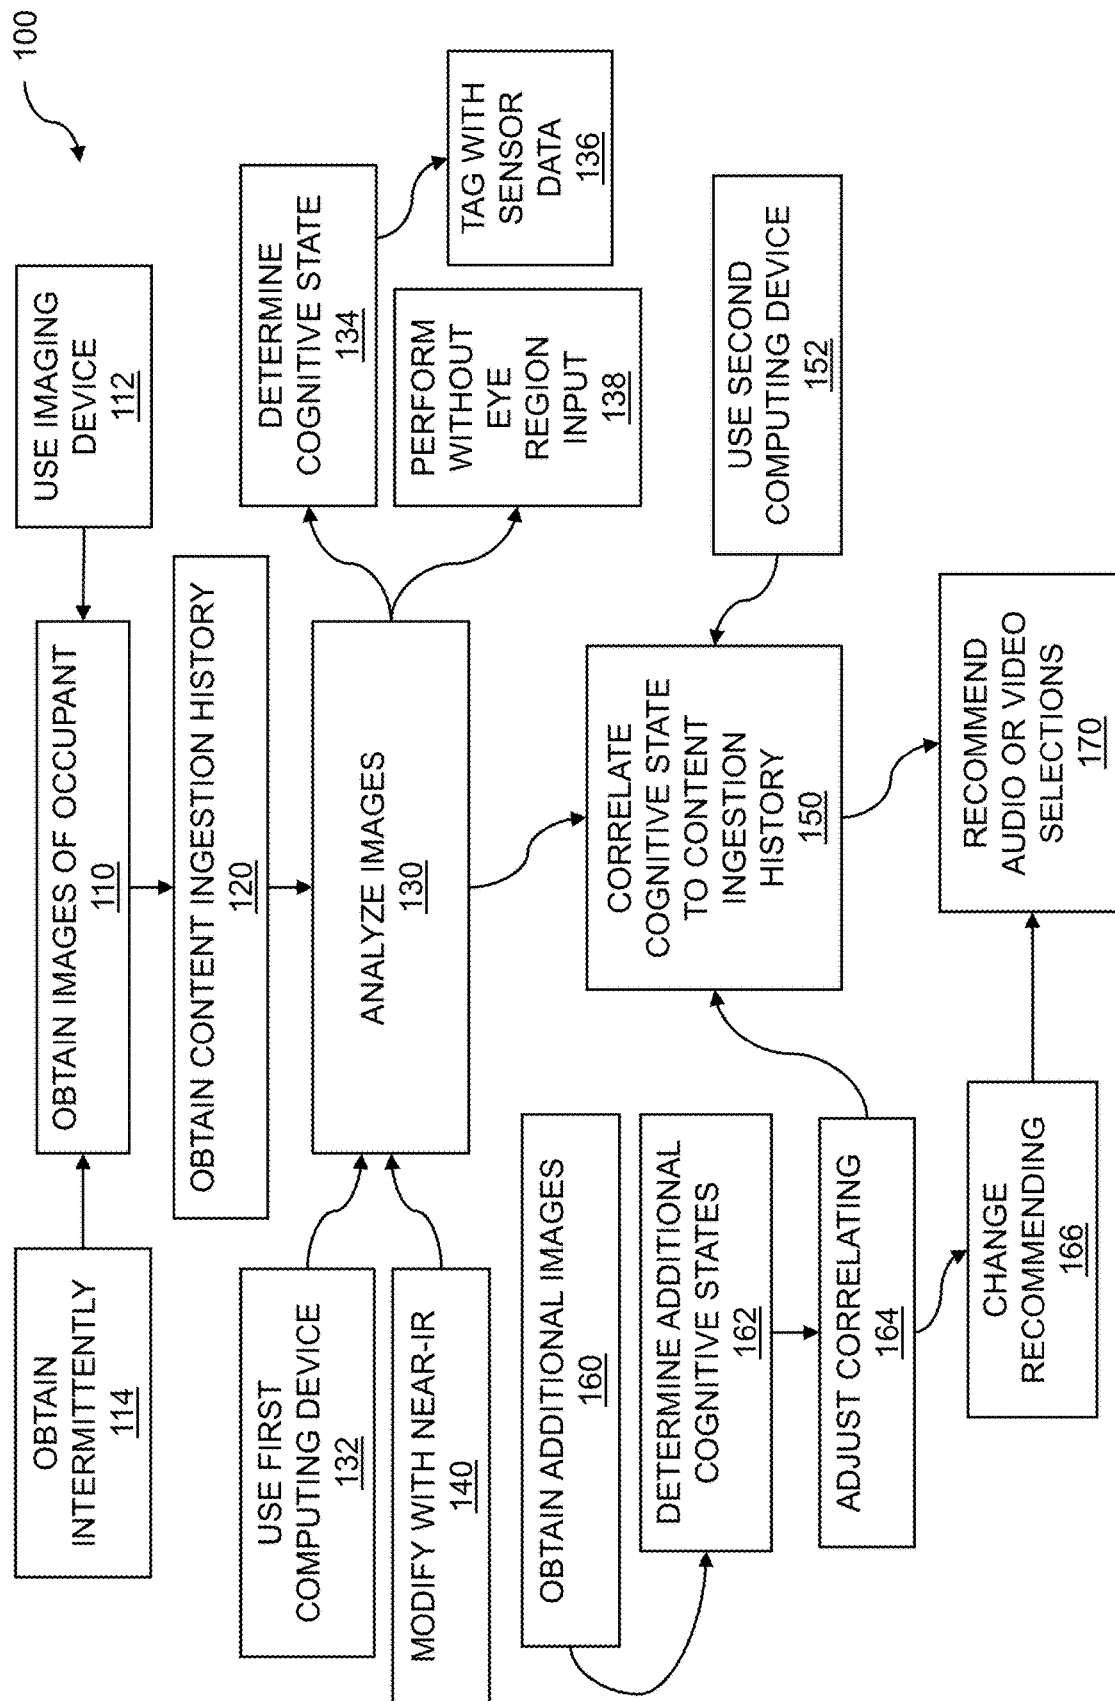 100
OBTAIN
INTERMITTENTLY
114
OBTAIN IMAGES OF OCCUPANT
110
USE IMAGING
DEVICE
112
OBTAIN CONTENT INGESTION HISTORY
120
USE FIRST
COMPUTING DEVICE
132
MODIFY WITH NEAR-IR
140
ANALYZE IMAGES
130
DETERMINE
COGNITIVE STATE
134
TAG WITH
SENSOR
DATA
136
PERFORM
WITHOUT
EYE
REGION
INPUT
138
OBTAIN ADDITIONAL IMAGES
160
DETERMINE ADDITIONAL
COGNITIVE STATES
162
ADJUST CORRELATING
164
CHANGE
RECOMMENDING
166
CORRELATE
COGNITIVE STATE
TO CONTENT
INGESTION
HISTORY
150
USE SECOND
COMPUTING DEVICE
152
RECOMMEND
AUDIO OR VIDEO
SELECTIONS
170